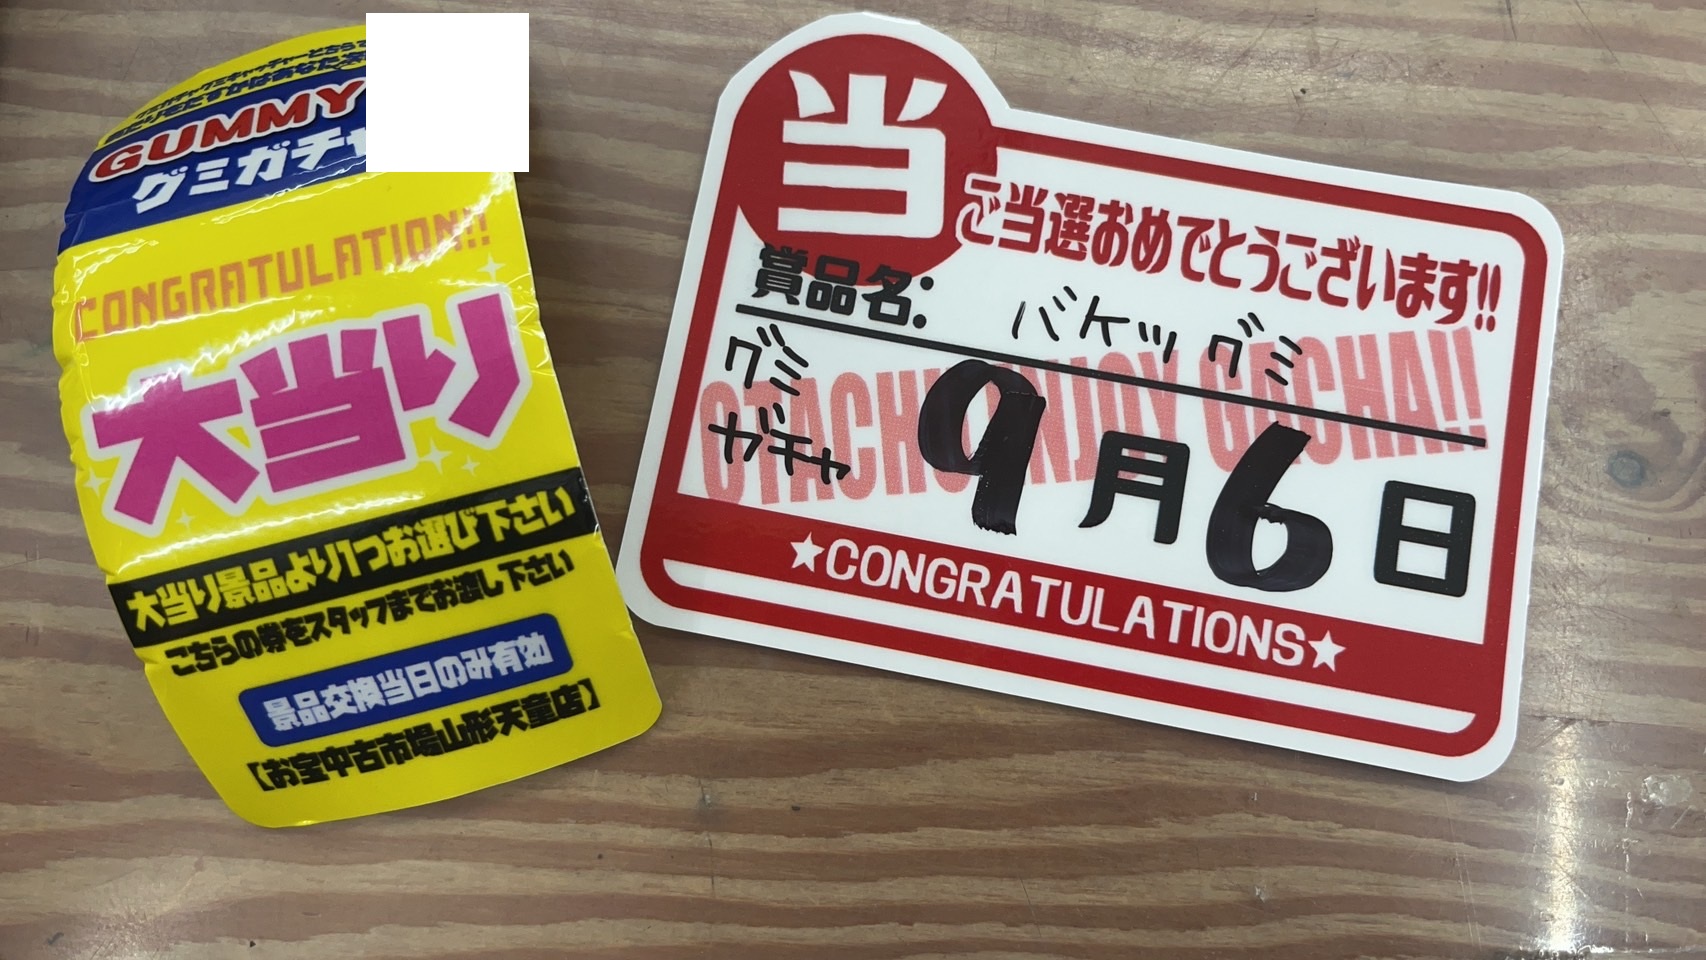 GUMMY
グミガチャ
CONGRATULATION!!
大当り
大当り景品より1つお選び下さい
こちらの券をスタッフまでお渡し下さい
景品交換当日のみ有効
【お宝中古市場山形天童店】
当
ご当選おめでとうございます!!
賞品名: バケツグミ
グミ
ガチャ
OTACHU ENJOY GACHA!!
9月6日
★CONGRATULATIONS★